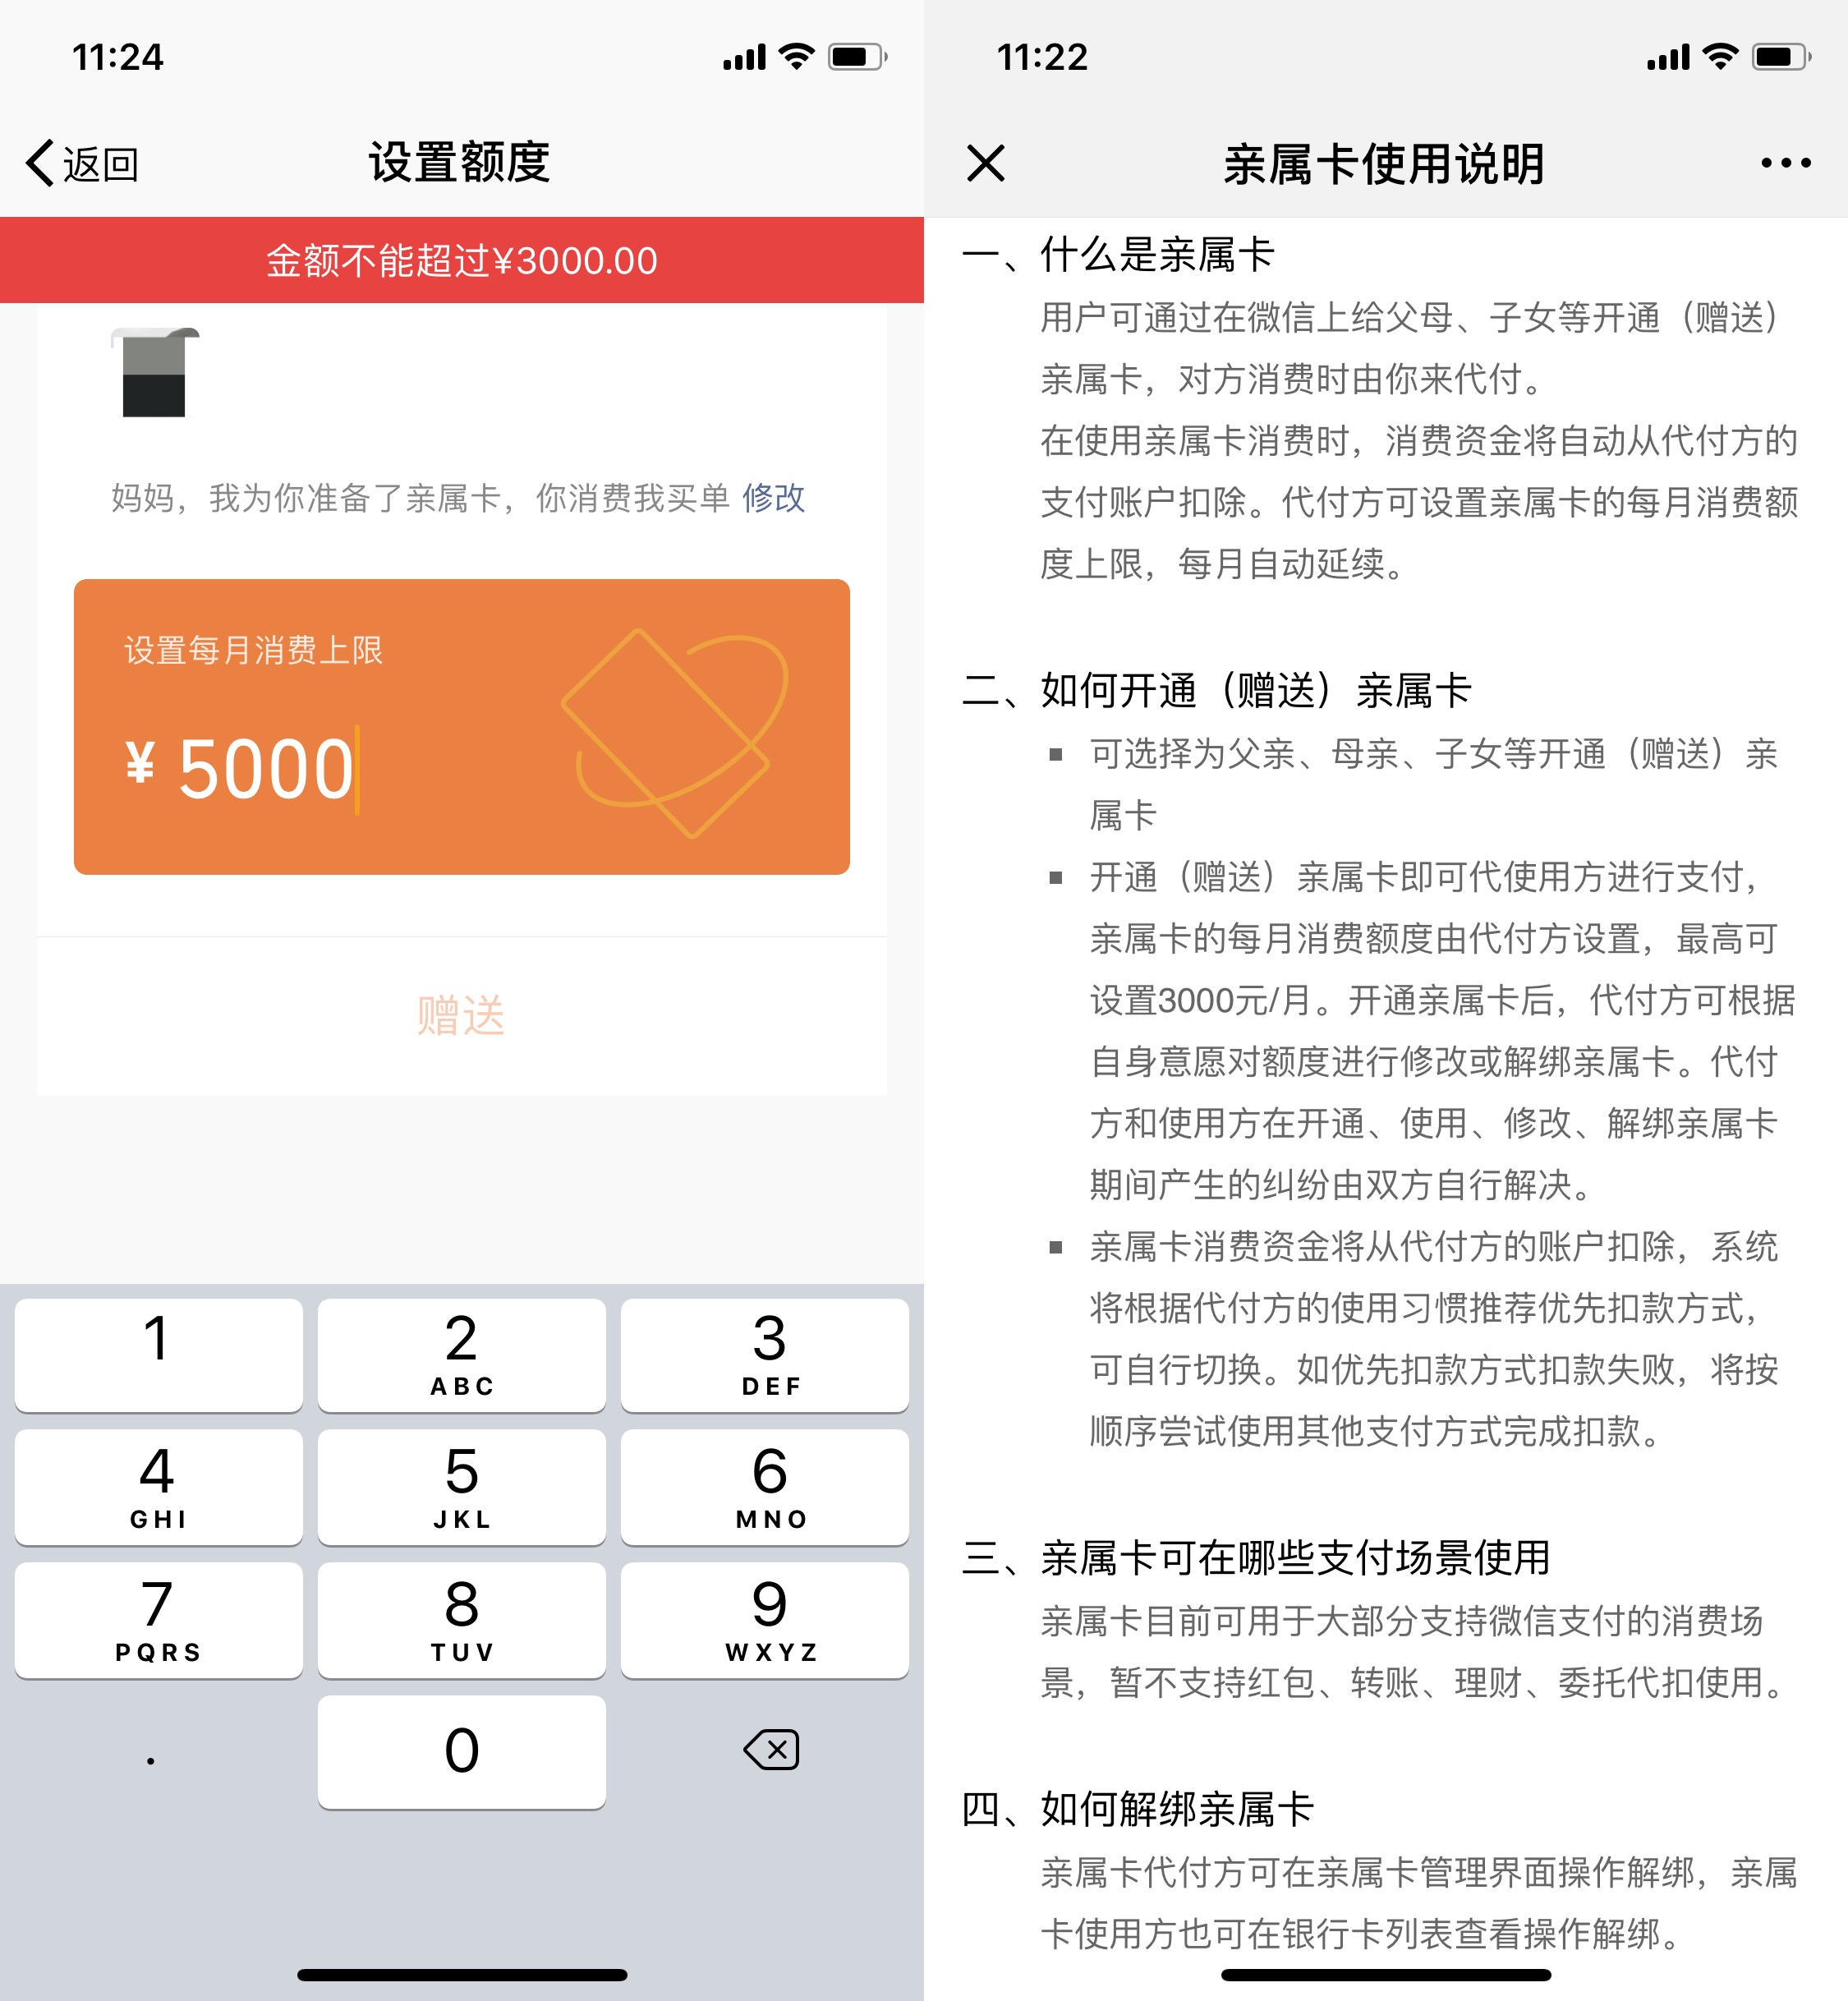 11:24
返回
设置额度
金额不能超过¥3000.00
妈妈，我为你准备了亲属卡，你消费我买单 修改
设置每月消费上限
¥ 5000
赠送
1
2
ABC
3
DEF
4
GHI
5
JKL
6
MNO
7
PQRS
8
TUV
9
WXYZ
.
0
11:22
亲属卡使用说明
一、什么是亲属卡
用户可通过在微信上给父母、子女等开通（赠送）
亲属卡，对方消费时由你来代付。
在使用亲属卡消费时，消费资金将自动从代付方的
支付账户扣除。代付方可设置亲属卡的每月消费额
度上限，每月自动延续。
二、如何开通（赠送）亲属卡
▪ 可选择为父亲、母亲、子女等开通（赠送）亲
属卡
▪ 开通（赠送）亲属卡即可代使用方进行支付，
亲属卡的每月消费额度由代付方设置，最高可
设置3000元/月。开通亲属卡后，代付方可根据
自身意愿对额度进行修改或解绑亲属卡。代付
方和使用方在开通、使用、修改、解绑亲属卡
期间产生的纠纷由双方自行解决。
▪ 亲属卡消费资金将从代付方的账户扣除，系统
将根据代付方的使用习惯推荐优先扣款方式，
可自行切换。如优先扣款方式扣款失败，将按
顺序尝试使用其他支付方式完成扣款。
三、亲属卡可在哪些支付场景使用
亲属卡目前可用于大部分支持微信支付的消费场
景，暂不支持红包、转账、理财、委托代扣使用。
四、如何解绑亲属卡
亲属卡代付方可在亲属卡管理界面操作解绑，亲属
卡使用方也可在银行卡列表查看操作解绑。